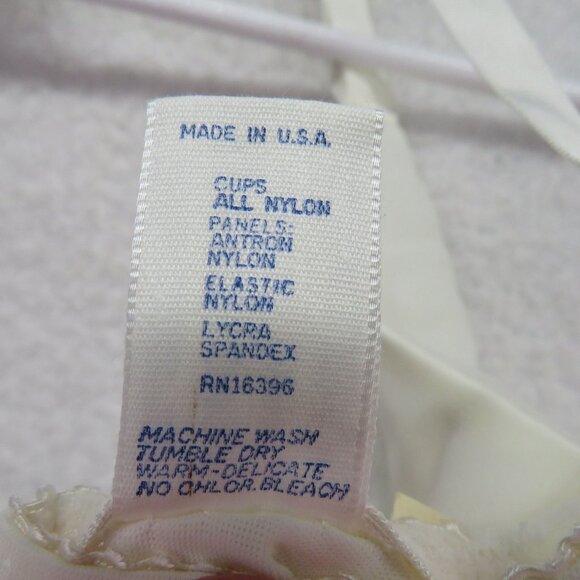 MADE IN U.S.A.
CUPS
ALL NYLON
PANELS:
ANTRON
NYLON
ELASTIC
NYLON
LYCRA
SPANDEX
RN16396
MACHINE WASH
TUMBLE DRY
WARM-DELICATE
NO CHLOR. BLEACH